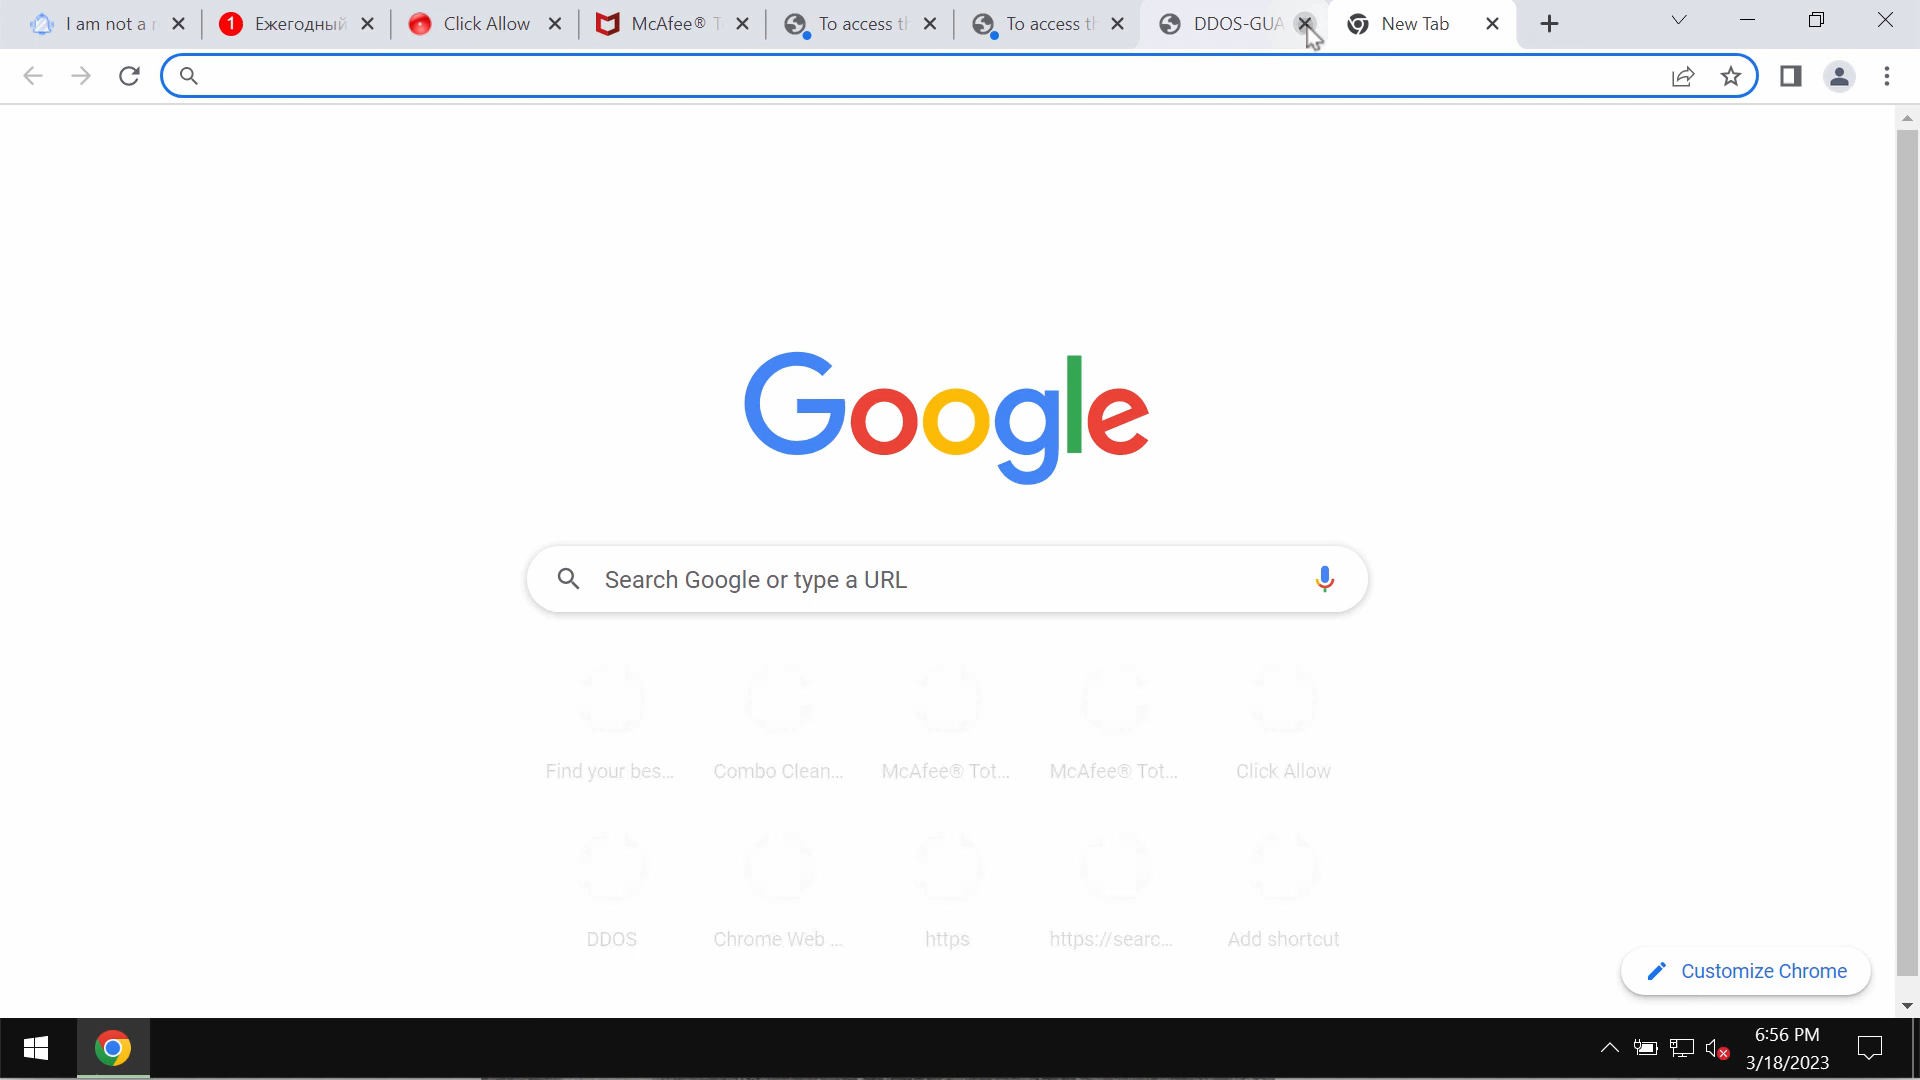 I am not a r
1 Ежегодный
Click Allow
McAfee® T
To access th
To access th
DDOS-GUA
New Tab
Google
Search Google or type a URL
Find your bes... Combo Clean... McAfee® Tot... McAfee® Tot... Click Allow
DDOS Chrome Web ... https https://searc... Add shortcut
Customize Chrome
6:56 PM
3/18/2023